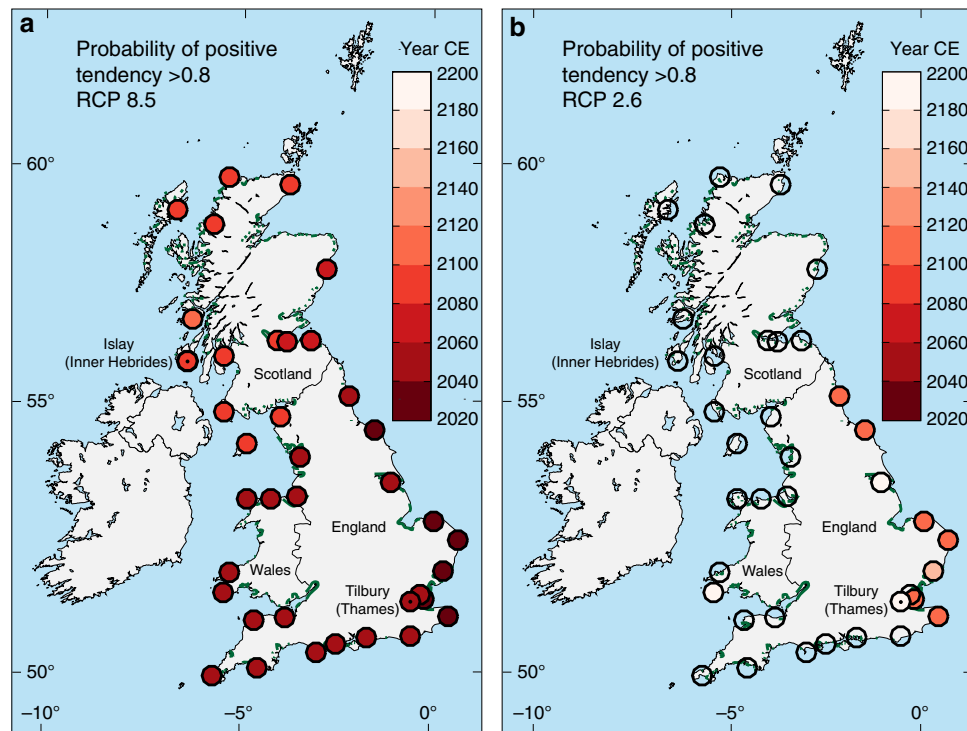 a
Probability of positive
tendency >0.8
RCP 8.5
Year CE
2200
2180
2160
2140
2120
2100
2080
2060
2040
2020
60°
55°
50°
Islay
(Inner Hebrides)
Scotland
England
Wales
Tilbury
(Thames)
–10°
–5°
0°
b
Probability of positive
tendency >0.8
RCP 2.6
Year CE
2200
2180
2160
2140
2120
2100
2080
2060
2040
2020
60°
55°
50°
Islay
(Inner Hebrides)
Scotland
England
Wales
Tilbury
(Thames)
–10°
–5°
0°